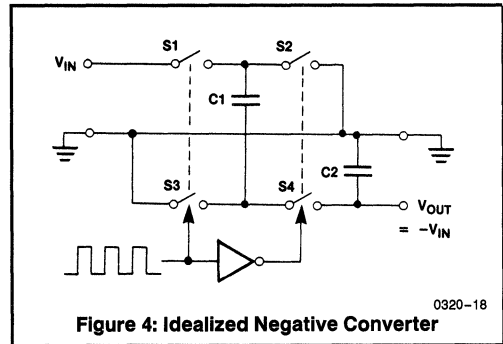 S1
S2
VIN
C1
C2
S3
S4
VOUT
= -VIN
0320-18
Figure 4: Idealized Negative Converter